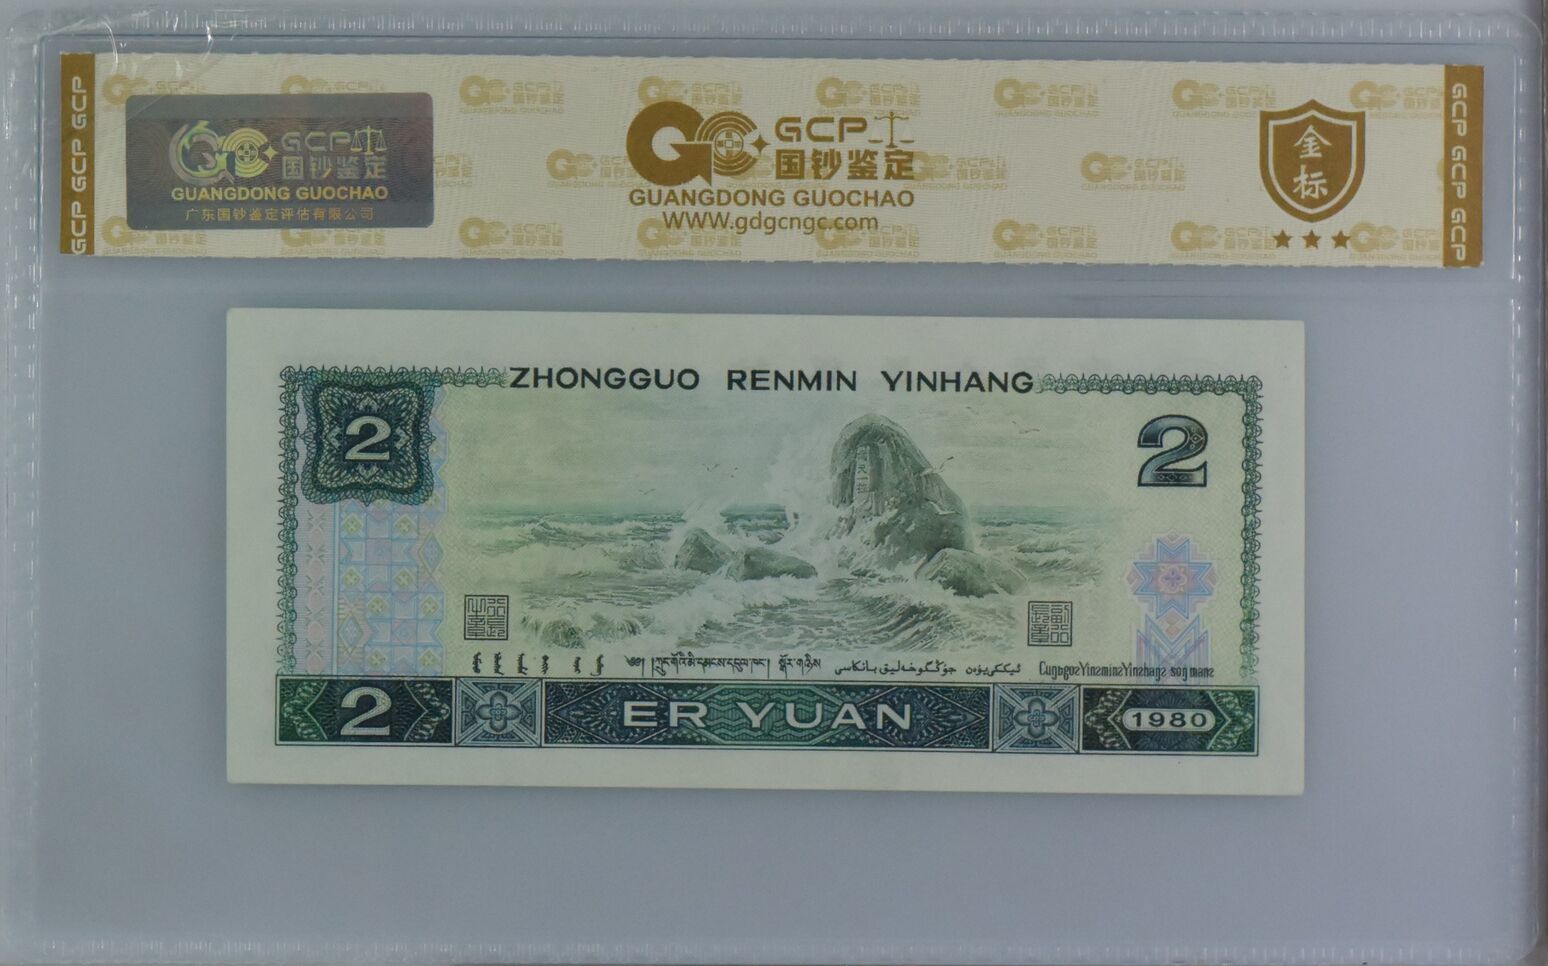 GCP GCP GCP
GCP
国钞鉴定
GUANGDONG GUOCHAO
广东国钞鉴定评估有限公司
GCP
国钞鉴定
GUANGDONG GUOCHAO
WWW.gdgcngc.com
金标
GCP GCP GCP
ZHONGGUO RENMIN YINHANG
2
2
2
ER YUAN
1980